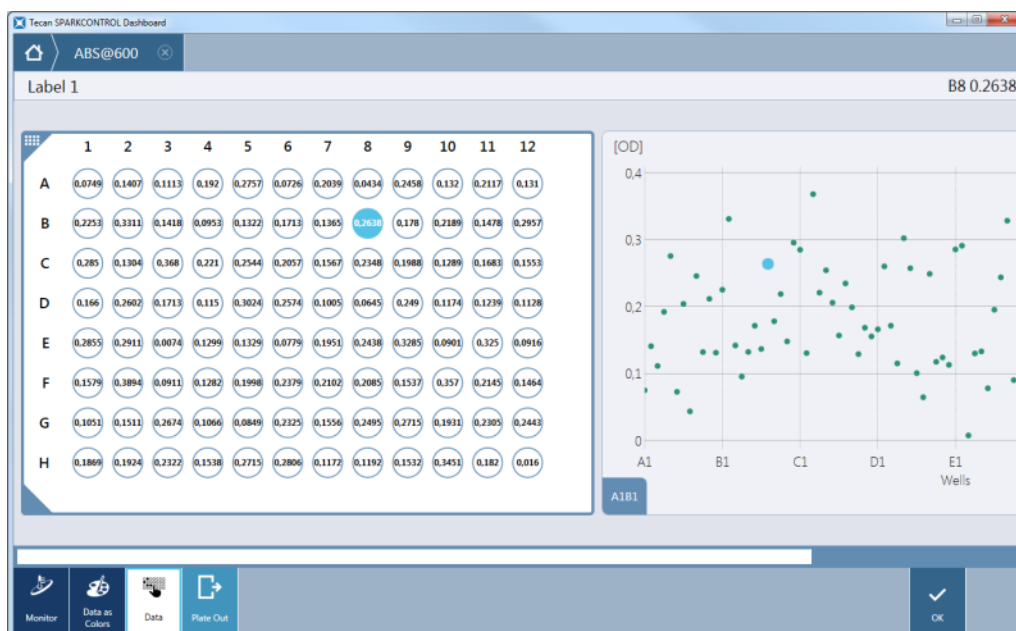 Tecan SPARKCONTROL Dashboard
ABS@600
Label 1 B8 0.2638
1 2 3 4 5 6 7 8 9 10 11 12
A 0,0749 0,1407 0,1113 0,192 0,2757 0,0726 0,2039 0,0434 0,2458 0,132 0,2117 0,131
B 0,2253 0,3311 0,1418 0,0953 0,1322 0,1713 0,1365 0,2638 0,178 0,2189 0,1478 0,2957
C 0,285 0,1304 0,368 0,221 0,2544 0,2057 0,1567 0,2348 0,1988 0,1289 0,1683 0,1553
D 0,166 0,2602 0,1713 0,115 0,3024 0,2574 0,1005 0,0645 0,249 0,1174 0,1239 0,1128
E 0,2855 0,2911 0,0074 0,1299 0,1329 0,0779 0,1951 0,2438 0,3285 0,0901 0,325 0,0916
F 0,1579 0,3894 0,0911 0,1282 0,1998 0,2379 0,2102 0,2085 0,1537 0,357 0,2145 0,1464
G 0,1051 0,1511 0,2674 0,1066 0,0849 0,2325 0,1556 0,2495 0,2715 0,1931 0,2305 0,2443
H 0,1869 0,1924 0,2322 0,1538 0,2715 0,2806 0,1172 0,1192 0,1532 0,3451 0,182 0,016
[OD]
0,4
0,3
0,2
0,1
0
A1 B1 C1 D1 E1
Wells
A1B1
Monitor
Data as
Colors
Data
Plate Out
OK